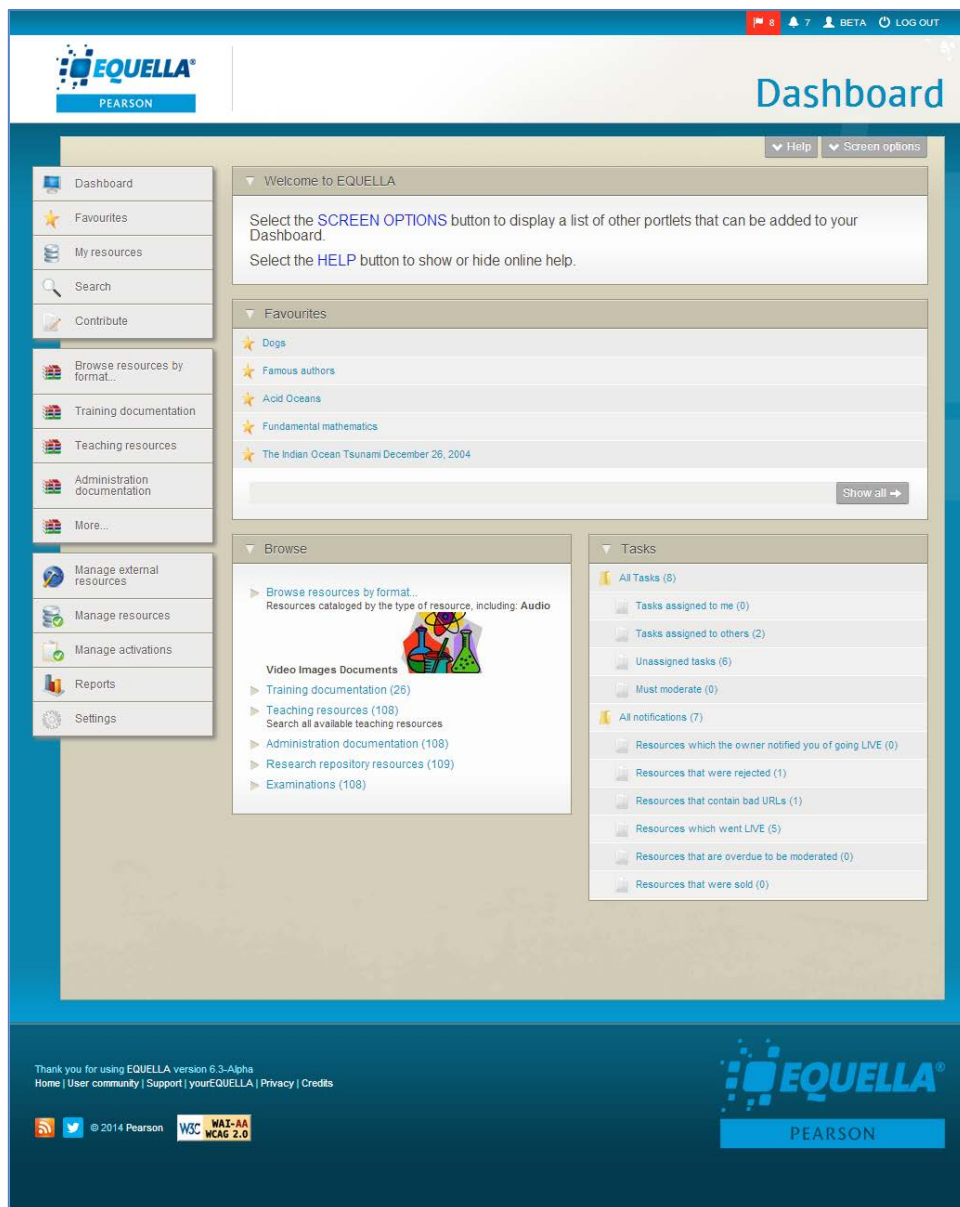 8 7 BETA LOG OUT
EQUELLA®
PEARSON
Dashboard
Help Screen options
Dashboard
Favourites
My resources
Search
Contribute
Browse resources by
format...
Training documentation
Teaching resources
Administration
documentation
More...
Manage external
resources
Manage resources
Manage activations
Reports
Settings
Welcome to EQUELLA
Select the SCREEN OPTIONS button to display a list of other portlets that can be added to your
Dashboard.
Select the HELP button to show or hide online help.
Favourites
Dogs
Famous authors
Acid Oceans
Fundamental mathematics
The Indian Ocean Tsunami December 26, 2004
Show all
Browse
Browse resources by format...
Resources cataloged by the type of resource, including: Audio
Video Images Documents
Training documentation (26)
Teaching resources (108)
Search all available teaching resources
Administration documentation (108)
Research repository resources (109)
Examinations (108)
Tasks
All Tasks (8)
Tasks assigned to me (0)
Tasks assigned to others (2)
Unassigned tasks (6)
Must moderate (0)
All notifications (7)
Resources which the owner notified you of going LIVE (0)
Resources that were rejected (1)
Resources that contain bad URLs (1)
Resources which went LIVE (5)
Resources that are overdue to be moderated (0)
Resources that were sold (0)
Thank you for using EQUELLA version 6.3-Alpha
Home | User community | Support | yourEQUELLA | Privacy | Credits
© 2014 Pearson
W3C WAI-AA
WCAG 2.0
EQUELLA®
PEARSON